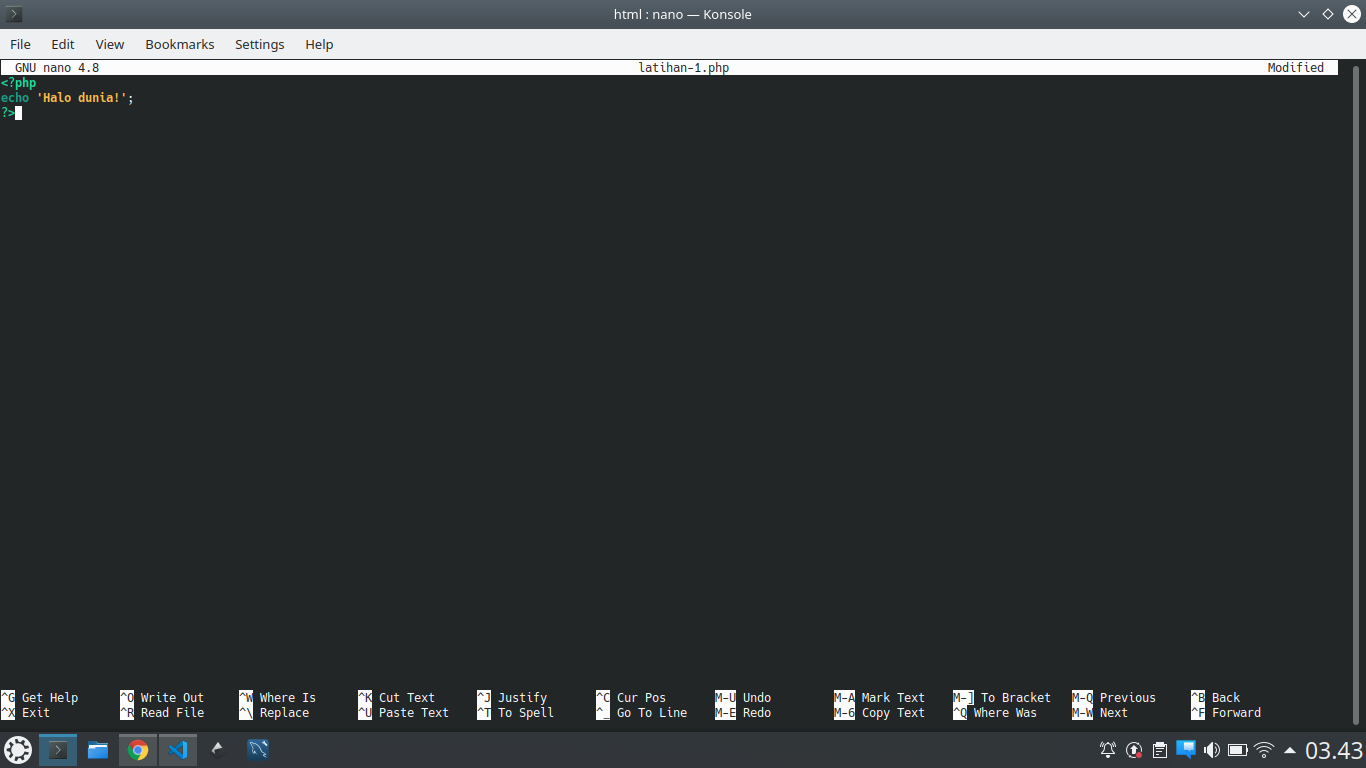 html : nano — Konsole
File Edit View Bookmarks Settings Help
GNU nano 4.8 latihan-1.php Modified
<?php
echo 'Halo dunia!';
?>
^G Get Help ^O Write Out ^W Where Is ^K Cut Text ^J Justify ^C Cur Pos M-U Undo M-A Mark Text M-] To Bracket M-Q Previous ^B Back
^X Exit ^R Read File ^\ Replace ^U Paste Text ^T To Spell ^_ Go To Line M-E Redo M-6 Copy Text ^Q Where Was M-W Next ^F Forward
03.43